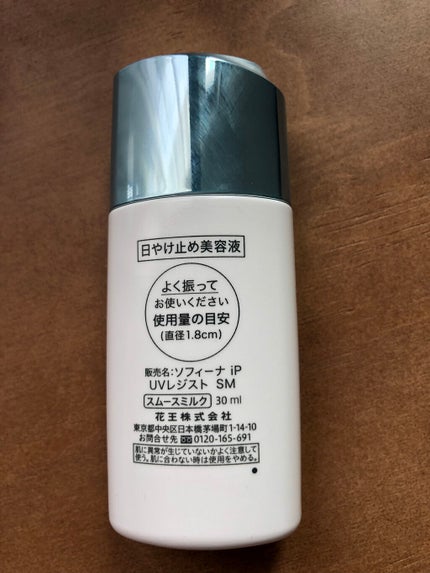 日やけ止め美容液
よく振って
お使いください
使用量の目安
(直径1.8cm)
販売名:ソフィーナ iP
UVレジスト SM
スムースミルク 30 ml
花王株式会社
東京都中央区日本橋茅場町1-14-10
お問合せ先 0120-165-691
肌に異常が生じていないかよく注意して
使う。肌に合わない時は使用をやめる。